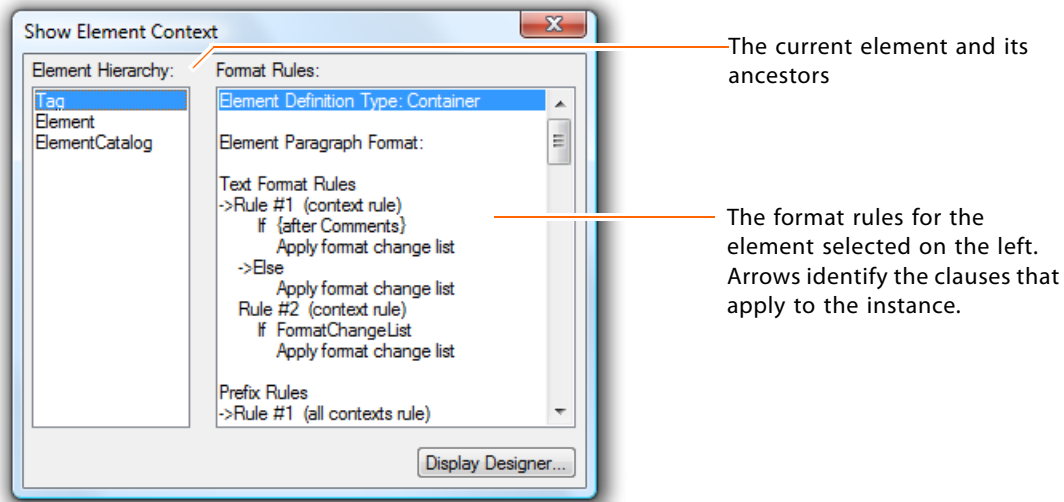 Show Element Context
Element Hierarchy:
Tag
Element
ElementCatalog
Format Rules:
Element Definition Type: Container
Element Paragraph Format:
Text Format Rules
->Rule #1 (context rule)
If {after Comments}
Apply format change list
->Else
Apply format change list
Rule #2 (context rule)
If FormatChangeList
Apply format change list
Prefix Rules
->Rule #1 (all contexts rule)
Display Designer...
The current element and its
ancestors
The format rules for the
element selected on the left.
Arrows identify the clauses that
apply to the instance.